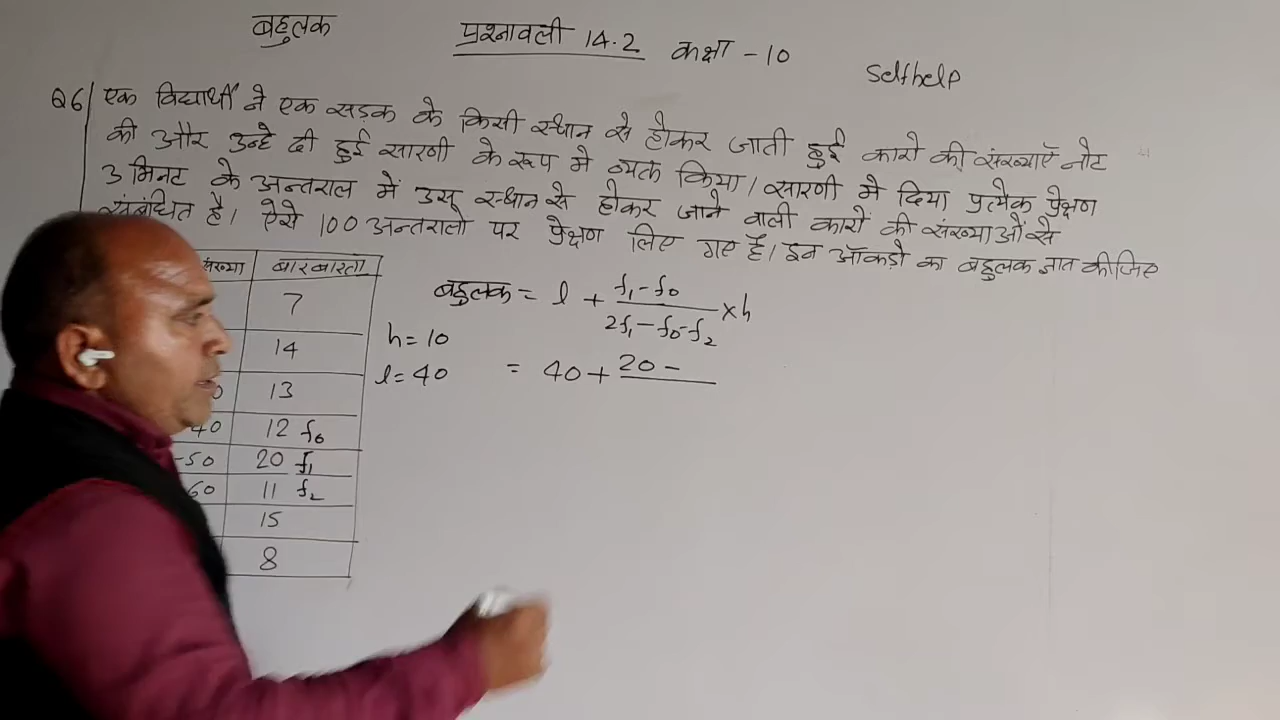 बहुलक
प्रश्नावली 14.2 कक्षा - 10
Selfhelp
Q6 एक विद्यार्थी ने एक सड़क के किसी स्थान से होकर जाती हुई कारो की संख्याएँ नोट
की और उन्हे दी हुई सारणी के रूप मे व्यक्त किया। सारणी मे दिया प्रत्येक प्रेक्षण
3 मिनट के अन्तराल में उस स्थान से होकर जाने वाली कारों की संख्याओं से
संबंधित है। ऐसे 100 अन्तरालो पर प्रेक्षण लिए गए हैं। इन आँकड़ो का बहुलक ज्ञात कीजिए
संख्या बारबारता
7
14
0 13
40 12 f₀
-50 20 f₁
60 11 f₂
15
8
बहुलक = l + (f₁ - f₀)/(2f₁ - f₀ - f₂) × h
h = 10
l = 40
= 40 + 20 -